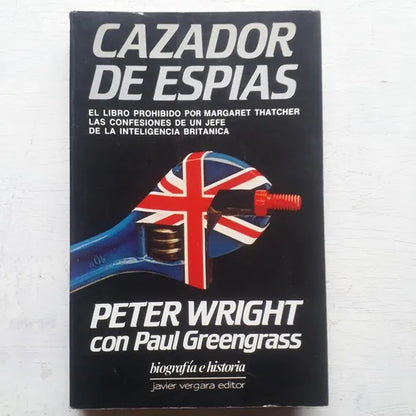 CAZADOR
DE ESPIAS
EL LIBRO PROHIBIDO POR MARGARET THATCHER
LAS CONFESIONES DE UN JEFE
DE LA INTELIGENCIA BRITANICA
PETER WRIGHT
con Paul Greengrass
biografía e historia
javier vergara editor